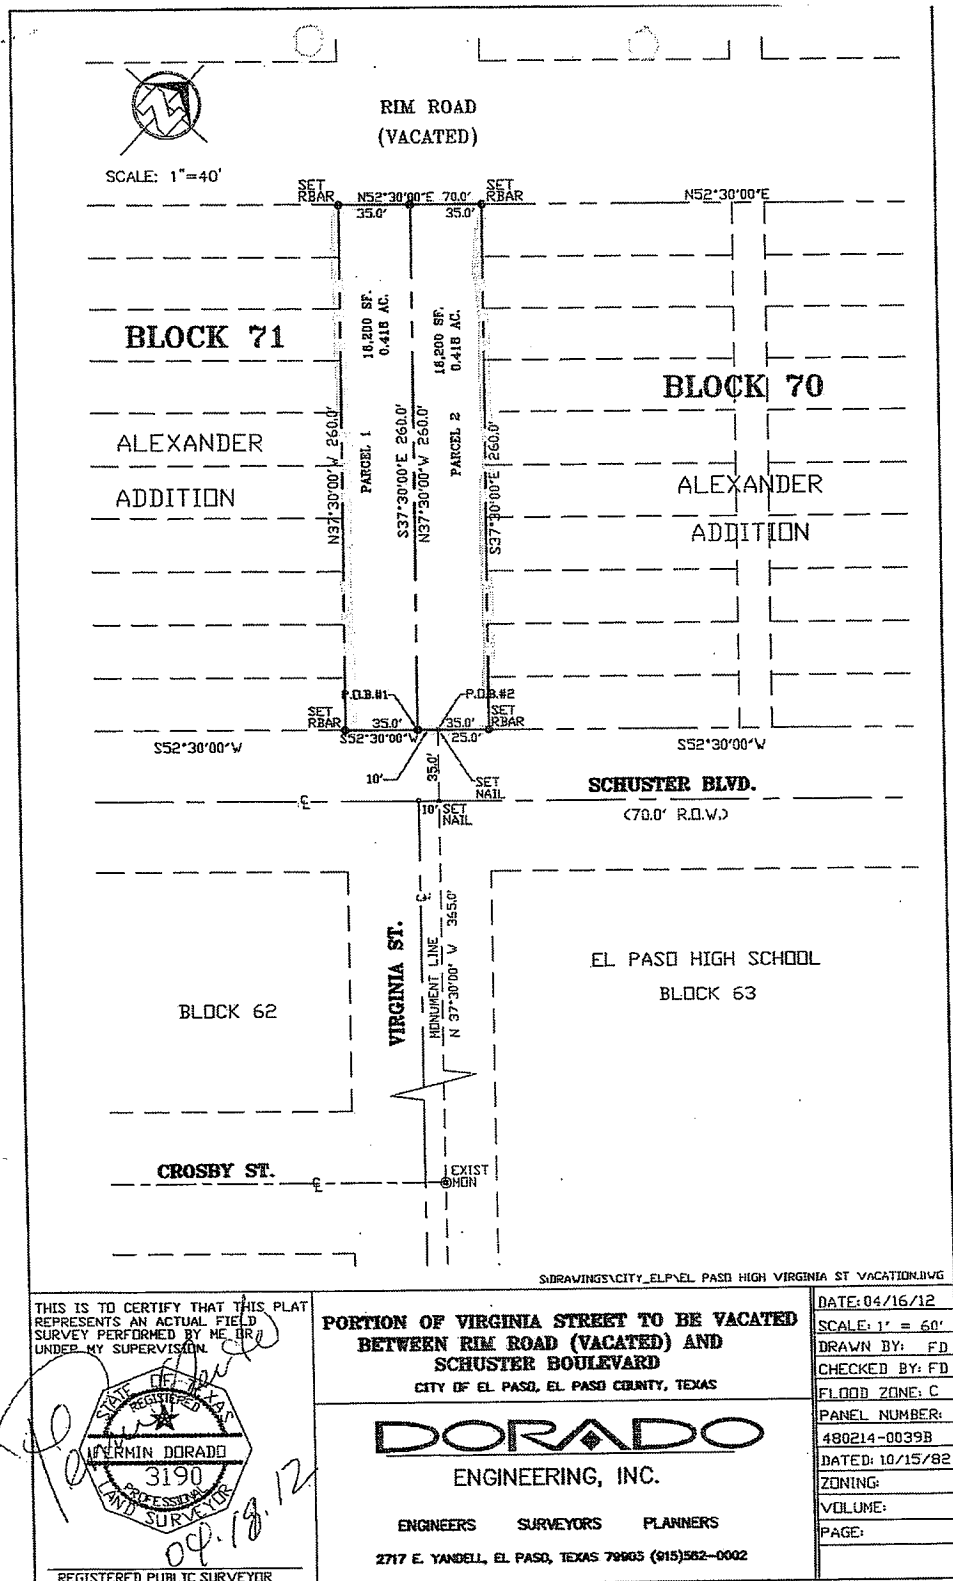 RIM ROAD
(VACATED)
SCALE: 1"=40'
SET
RBAR
N52°30'00"E 70.0'
SET
RBAR
35.0'
35.0'
N52°30'00"E
BLOCK 71
18,200 SF.
0.418 AC.
18,200 SF.
0.418 AC.
BLOCK 70
ALEXANDER
ADDITION
N37°30'00"W 260.0'
PARCEL 1
S37°30'00"E 260.0'
N37°30'00"W 260.0'
PARCEL 2
S37°30'00"E 260.0'
ALEXANDER
ADDITION
P.O.B.#1
P.O.B.#2
SET
RBAR
35.0'
35.0'
SET
RBAR
S52°30'00"W
S52°30'00"W
25.0'
S52°30'00"W
10'
35.0'
SET
NAIL
SCHUSTER BLVD.
(70.0' R.O.W.)
10'
SET
NAIL
VIRGINIA ST.
MONUMENT LINE
N 37°30'00" W 365.0'
EL PASO HIGH SCHOOL
BLOCK 63
BLOCK 62
CROSBY ST.
EXIST
MON
S:DRAWINGS\CITY_ELP\EL PASO HIGH VIRGINIA ST VACATION.DWG
THIS IS TO CERTIFY THAT THIS PLAT
REPRESENTS AN ACTUAL FIELD
SURVEY PERFORMED BY ME OR
UNDER MY SUPERVISION.
STATE OF TEXAS
REGISTERED
FERMIN DORADO
3190
PROFESSIONAL
LAND SURVEYOR
04.18.12
REGISTERED PUBLIC SURVEYOR
PORTION OF VIRGINIA STREET TO BE VACATED
BETWEEN RIM ROAD (VACATED) AND
SCHUSTER BOULEVARD
CITY OF EL PASO, EL PASO COUNTY, TEXAS
DORADO
ENGINEERING, INC.
ENGINEERS SURVEYORS PLANNERS
2717 E. YANDELL, EL PASO, TEXAS 79903 (915)562-0002
DATE: 04/16/12
SCALE: 1' = 60'
DRAWN BY: FD
CHECKED BY: FD
FLOOD ZONE: C
PANEL NUMBER:
480214-0039B
DATED: 10/15/82
ZONING:
VOLUME:
PAGE: